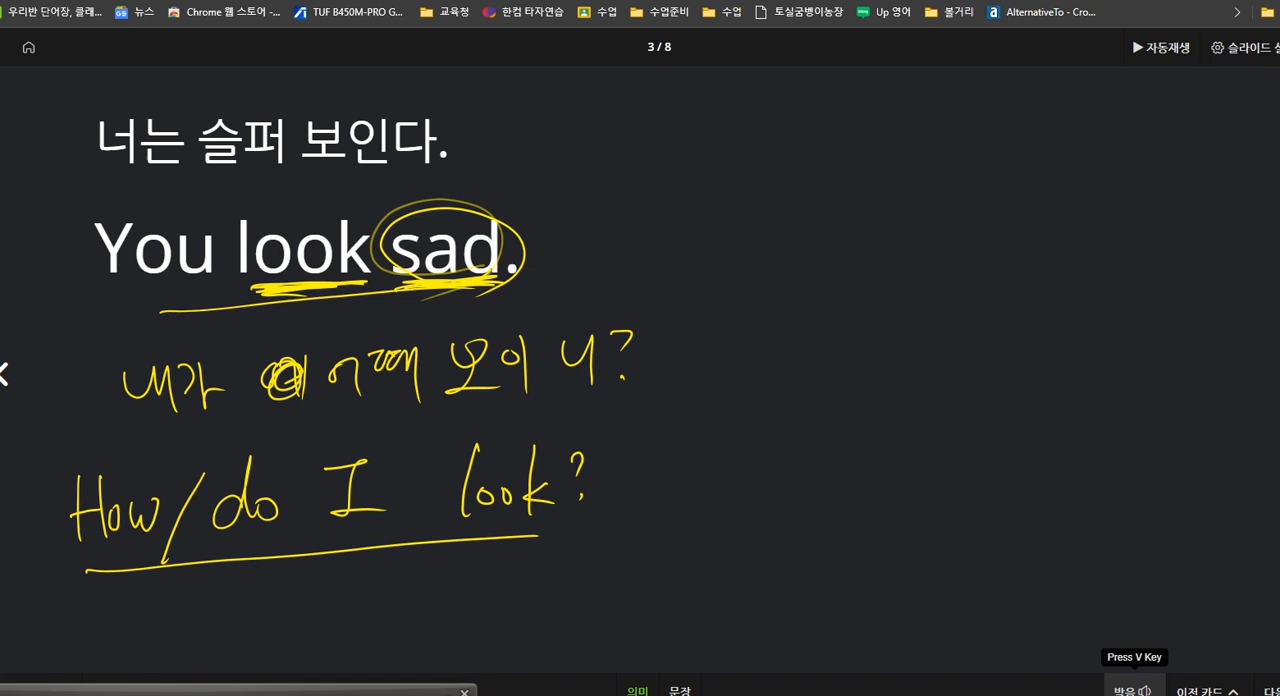 우리반 단어장, 클래... 뉴스 Chrome 웹 스토어 -... TUF B450M-PRO G... 교육청 한컴 타자연습 수업 수업준비 수업 토실굼벵이농장 Up 영어 볼거리 AlternativeTo - Cro...
3 / 8 자동재생 슬라이드
너는 슬퍼 보인다.
You look sad.
내가 어때 보이니?
How/do I look?
Press V Key
의미 문장 발음 이전 카드